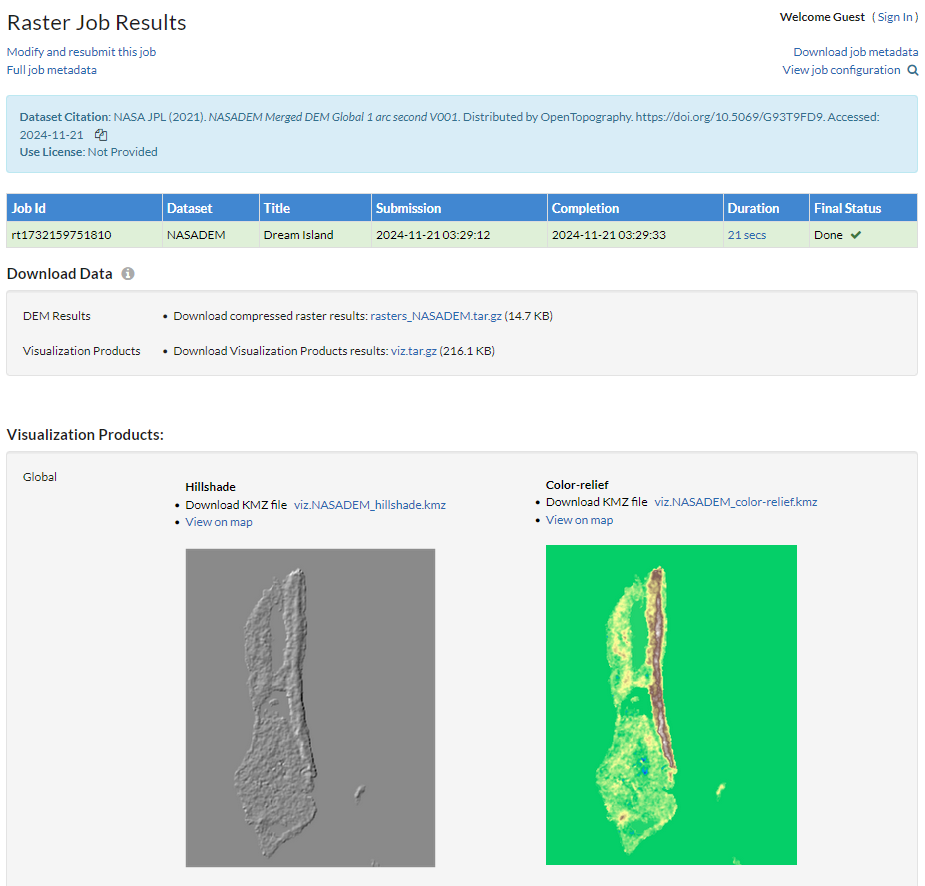 Raster Job Results
Welcome Guest ( Sign In )
Modify and resubmit this job
Download job metadata
Full job metadata
View job configuration
Dataset Citation: NASA JPL (2021). NASADEM Merged DEM Global 1 arc second V001. Distributed by OpenTopography. https://doi.org/10.5069/G93T9FD9. Accessed:
2024-11-21
Use License: Not Provided
Job Id Dataset Title Submission Completion Duration Final Status
rt1732159751810 NASADEM Dream Island 2024-11-21 03:29:12 2024-11-21 03:29:33 21 secs Done
Download Data
DEM Results • Download compressed raster results: rasters_NASADEM.tar.gz (14.7 KB)
Visualization Products • Download Visualization Products results: viz.tar.gz (216.1 KB)
Visualization Products:
Global
Hillshade
• Download KMZ file viz.NASADEM_hillshade.kmz
• View on map
Color-relief
• Download KMZ file viz.NASADEM_color-relief.kmz
• View on map